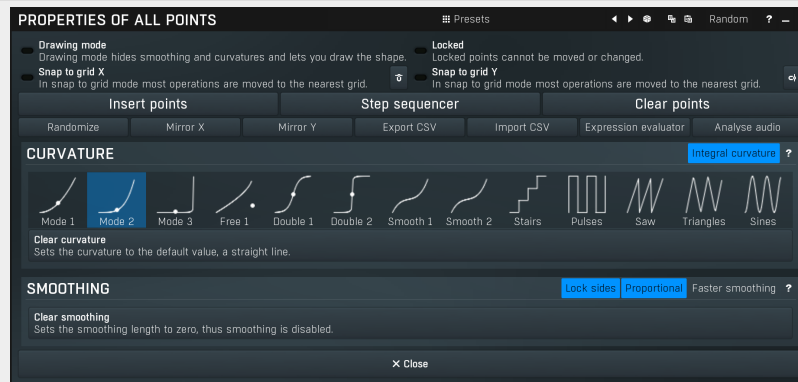 PROPERTIES OF ALL POINTS
Presets
Random ?
Drawing mode
Drawing mode hides smoothing and curvatures and lets you draw the shape.
Locked
Locked points cannot be moved or changed.
Snap to grid X
In snap to grid mode most operations are moved to the nearest grid.
Snap to grid Y
In snap to grid mode most operations are moved to the nearest grid.
Insert points Step sequencer Clear points
Randomize Mirror X Mirror Y Export CSV Import CSV Expression evaluator Analyse audio
CURVATURE Integral curvature ?
Mode 1 Mode 2 Mode 3 Free 1 Double 1 Double 2 Smooth 1 Smooth 2 Stairs Pulses Saw Triangles Sines
Clear curvature
Sets the curvature to the default value, a straight line.
SMOOTHING Lock sides Proportional Faster smoothing ?
Clear smoothing
Sets the smoothing length to zero, thus smoothing is disabled.
Close